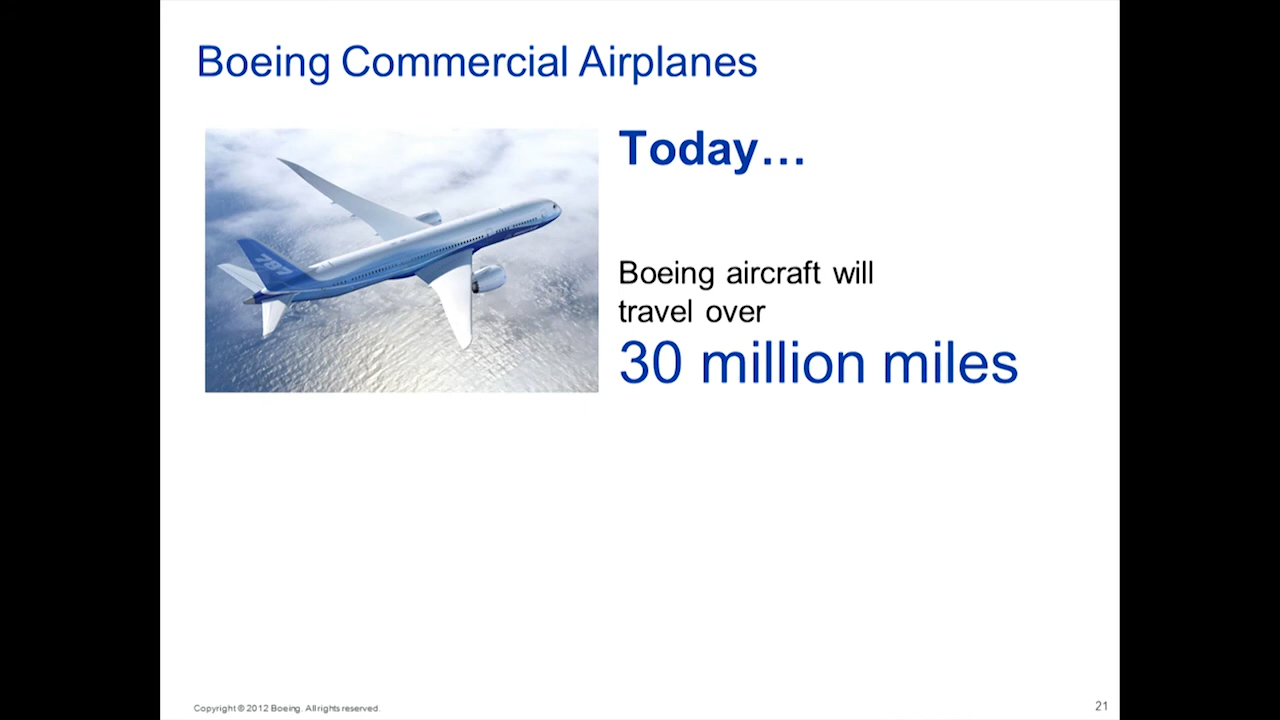 Boeing Commercial Airplanes
Today…
787
Boeing aircraft will
travel over
30 million miles
Copyright © 2012 Boeing. All rights reserved.
21